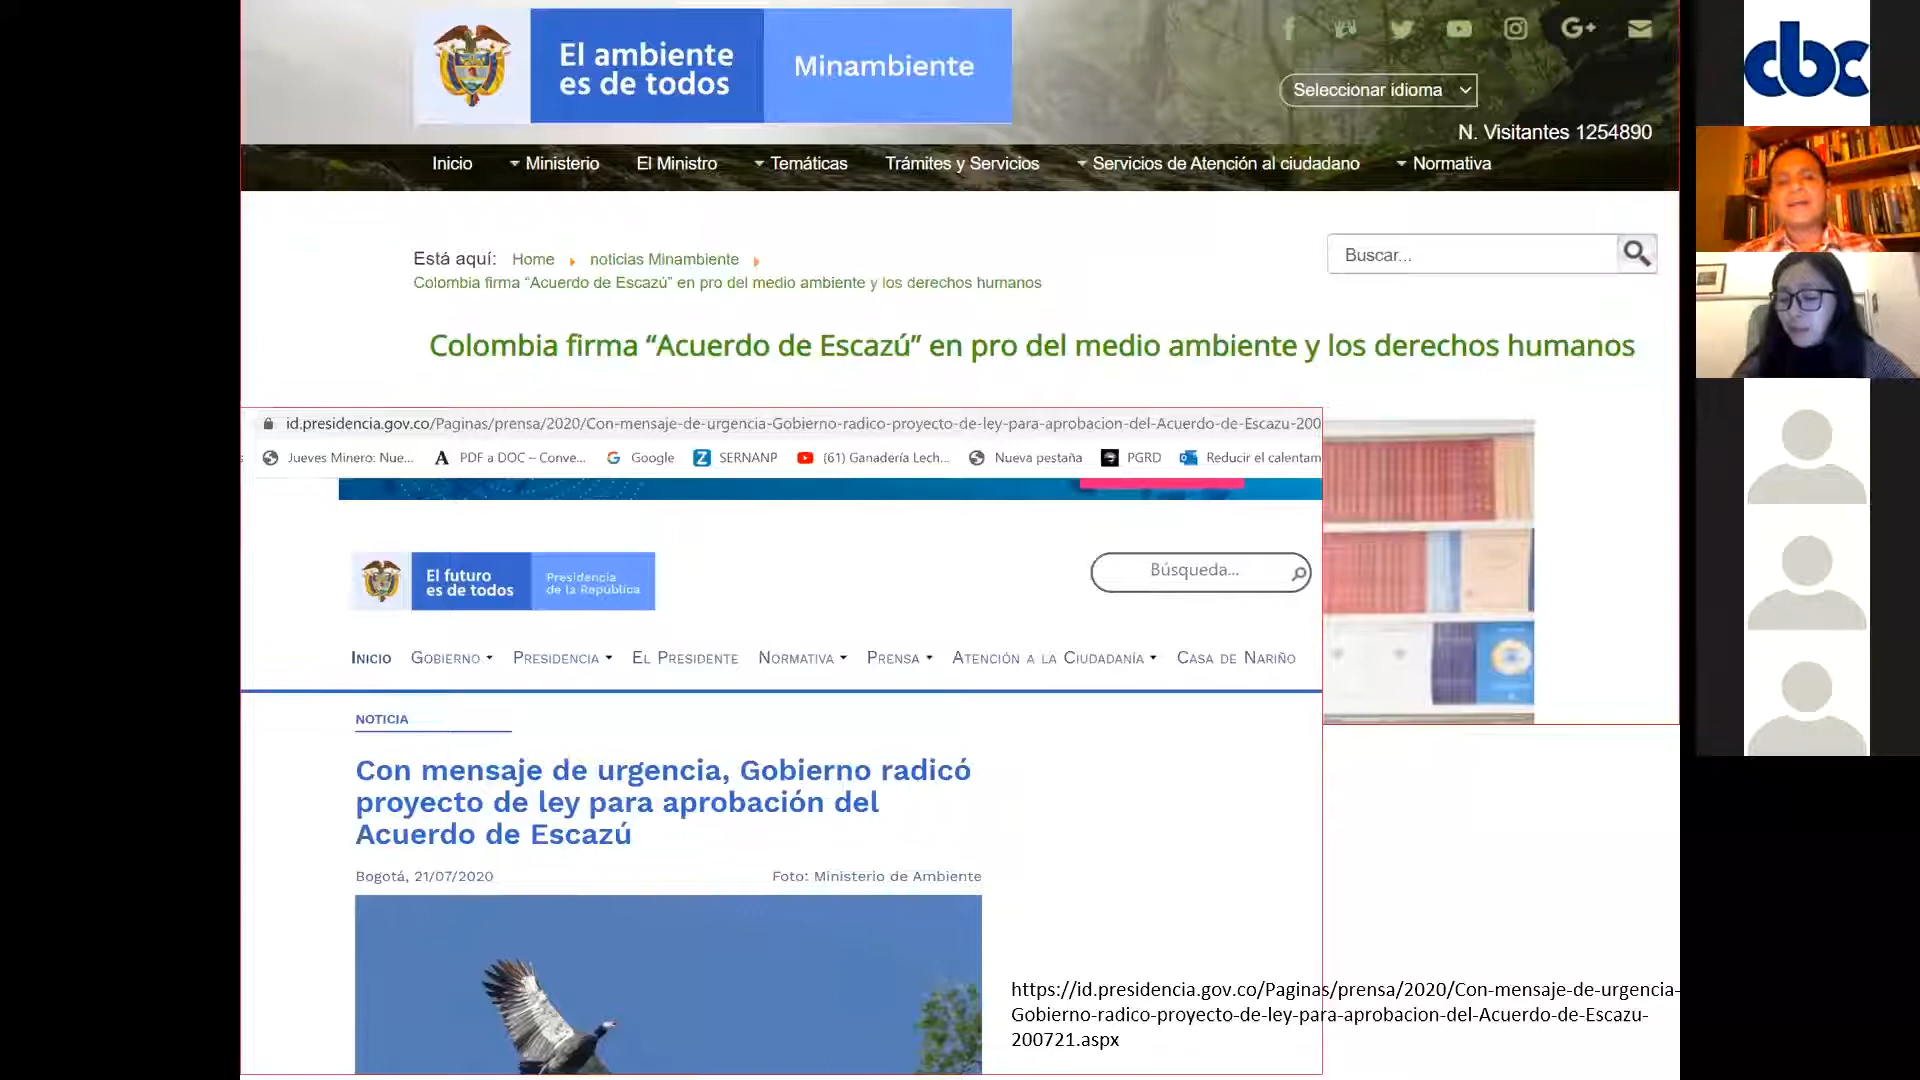 El ambiente
es de todos
Minambiente
G+
Seleccionar idioma
N. Visitantes 1254890
Inicio Ministerio El Ministro Temáticas Trámites y Servicios Servicios de Atención al ciudadano Normativa
Está aquí: Home noticias Minambiente
Colombia firma “Acuerdo de Escazú” en pro del medio ambiente y los derechos humanos
Buscar...
Colombia firma “Acuerdo de Escazú” en pro del medio ambiente y los derechos humanos
id.presidencia.gov.co/Paginas/prensa/2020/Con-mensaje-de-urgencia-Gobierno-radico-proyecto-de-ley-para-aprobacion-del-Acuerdo-de-Escazu-200
Jueves Minero: Nue... PDF a DOC – Conve... Google SERNANP (61) Ganadería Lech... Nueva pestaña PGRD Reducir el calentam
El futuro
es de todos
Presidencia
de la República
Búsqueda...
Inicio Gobierno Presidencia El Presidente Normativa Prensa Atención a la Ciudadanía Casa de Nariño
NOTICIA
Con mensaje de urgencia, Gobierno radicó
proyecto de ley para aprobación del
Acuerdo de Escazú
Bogotá, 21/07/2020 Foto: Ministerio de Ambiente
https://id.presidencia.gov.co/Paginas/prensa/2020/Con-mensaje-de-urgencia-
Gobierno-radico-proyecto-de-ley-para-aprobacion-del-Acuerdo-de-Escazu-
200721.aspx
cbc